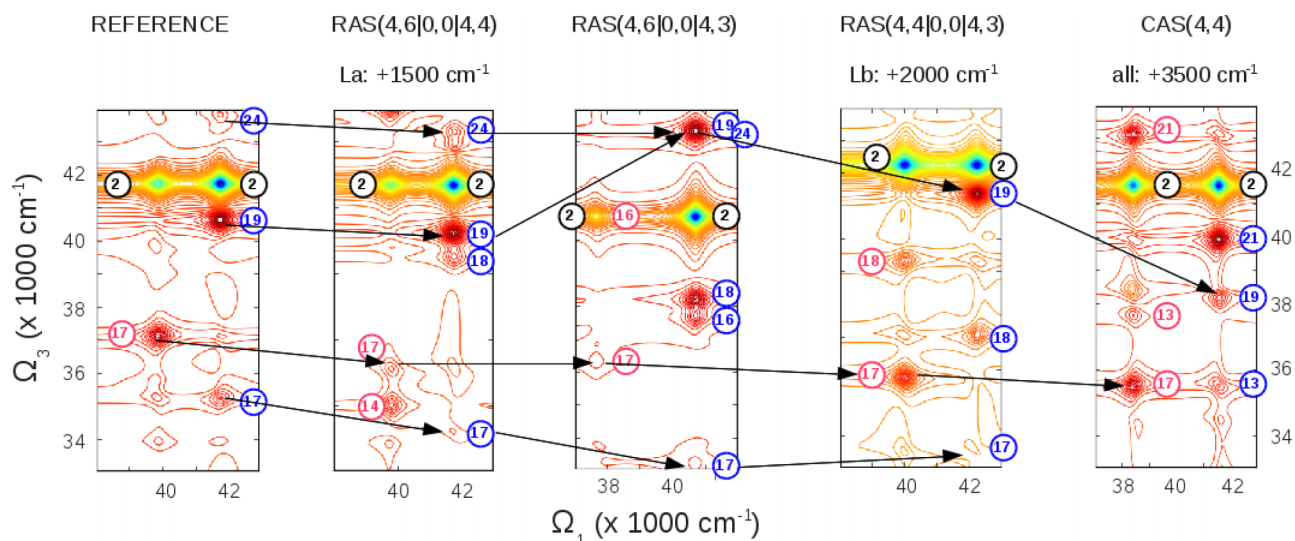 REFERENCE RAS(4,6|0,0|4,4) RAS(4,6|0,0|4,3) RAS(4,4|0,0|4,3) CAS(4,4)
La: +1500 cm-1 Lb: +2000 cm-1 all: +3500 cm-1
24 24 19 24 21
2 2 2 2 2 2 2 2
42 42
19 19 18 2 16 2 19 21
40 40
18
18 16 18 19 13
38 38
17 17 17 17 17 13
36 36
17 14 17 17 17
34 34
40 42 40 42 38 40 40 42 38 40 42
Ω3 (x 1000 cm-1)
Ω1 (x 1000 cm-1)